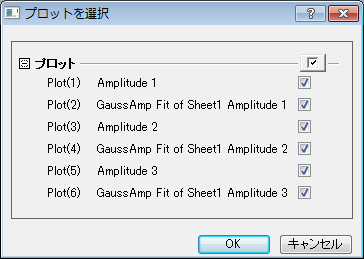 プロットを選択
プロット
Plot(1) Amplitude 1
Plot(2) GaussAmp Fit of Sheet1 Amplitude 1
Plot(3) Amplitude 2
Plot(4) GaussAmp Fit of Sheet1 Amplitude 2
Plot(5) Amplitude 3
Plot(6) GaussAmp Fit of Sheet1 Amplitude 3
OK キャンセル